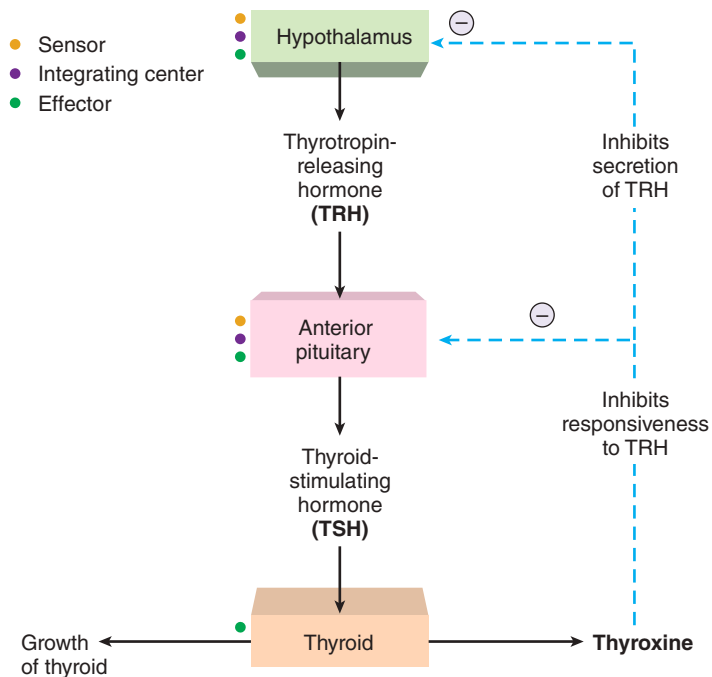 Sensor
Integrating center
Effector
Hypothalamus
−
Thyrotropin-
releasing
hormone
(TRH)
Inhibits
secretion
of TRH
Anterior
pituitary
−
Inhibits
responsiveness
to TRH
Thyroid-
stimulating
hormone
(TSH)
Growth
of thyroid
Thyroid
Thyroxine